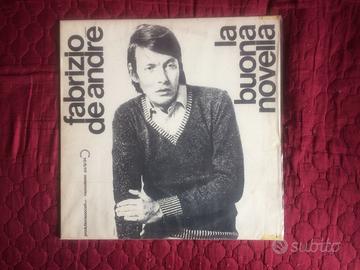 fabrizio
de andre
la
buona
novella
subito